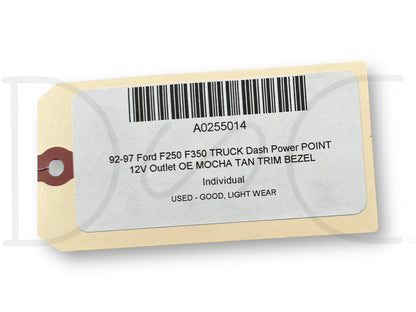 A0255014
92-97 Ford F250 F350 TRUCK Dash Power POINT
12V Outlet OE MOCHA TAN TRIM BEZEL
Individual
USED - GOOD, LIGHT WEAR